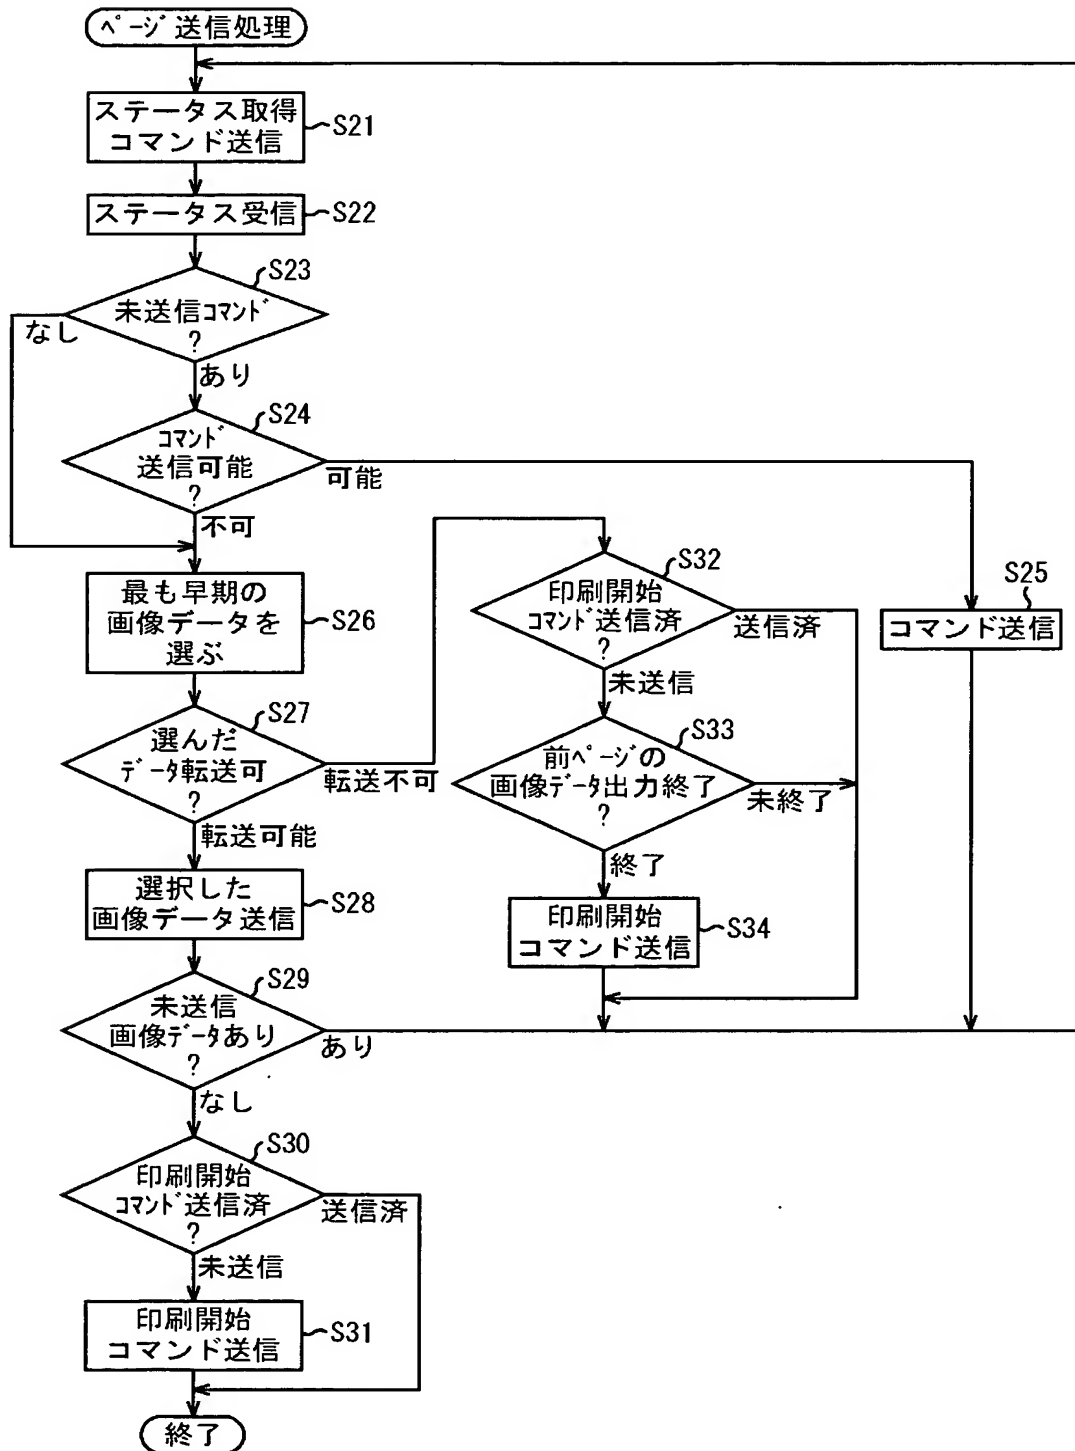 ページ送信処理
ステータス取得
コマンド送信
S21
ステータス受信
S22
S23
未送信コマンド
?
なし
あり
S24
コマンド
送信可能
?
可能
不可
S25
コマンド送信
最も早期の
画像データを
選ぶ
S26
S27
選んだ
データ転送可
?
転送不可
転送可能
S32
印刷開始
コマンド送信済
?
送信済
未送信
S33
前ページの
画像データ出力終了
?
未終了
終了
印刷開始
コマンド送信
S34
選択した
画像データ送信
S28
S29
未送信
画像データあり
?
あり
なし
S30
印刷開始
コマンド送信済
?
送信済
未送信
印刷開始
コマンド送信
S31
終了